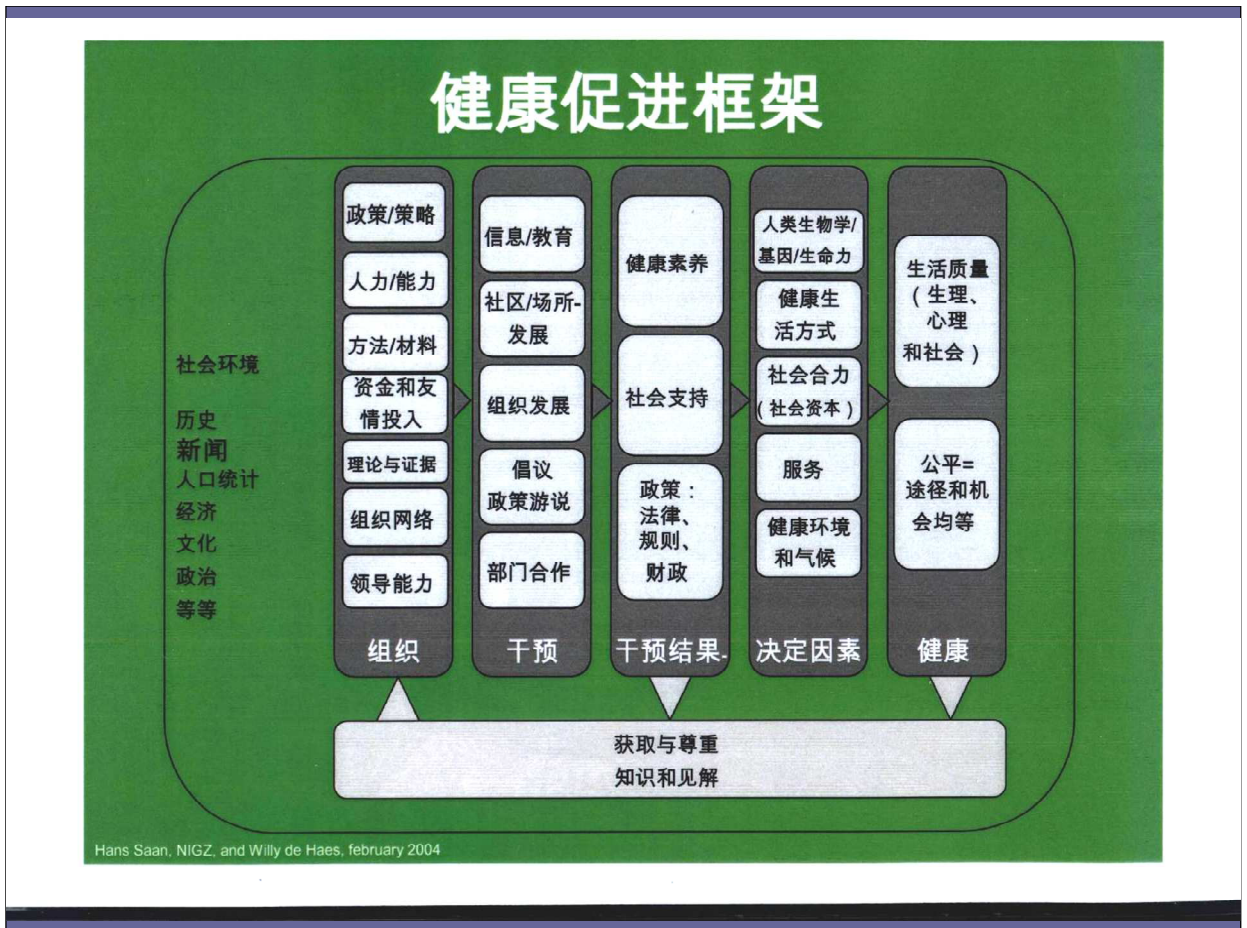 健康促进框架
社会环境
历史
新闻
人口统计
经济
文化
政治
等等
政策/策略
人力/能力
方法/材料
资金和友
情投入
理论与证据
组织网络
领导能力
组织
信息/教育
社区/场所-
发展
组织发展
倡议
政策游说
部门合作
干预
健康素养
社会支持
政策：
法律、
规则、
财政
干预结果-
人类生物学/
基因/生命力
健康生
活方式
社会合力
（社会资本）
服务
健康环境
和气候
决定因素
生活质量
（生理、
心理
和社会）
公平=
途径和机
会均等
健康
获取与尊重
知识和见解
Hans Saan, NIGZ, and Willy de Haes, february 2004